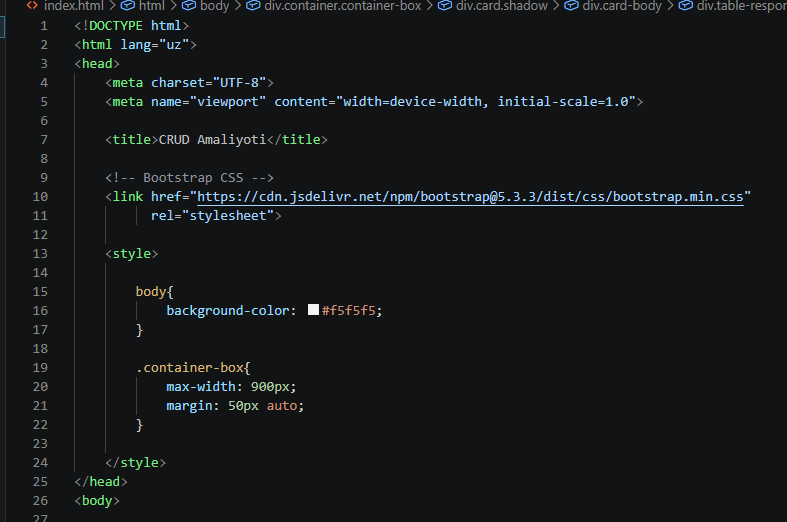 index.html > html > body > div.container.container-box > div.card.shadow > div.card-body > div.table-respor
1 <!DOCTYPE html>
2 <html lang="uz">
3 <head>
4     <meta charset="UTF-8">
5     <meta name="viewport" content="width=device-width, initial-scale=1.0">
6
7     <title>CRUD Amaliyoti</title>
8
9     <!-- Bootstrap CSS -->
10     <link href="https://cdn.jsdelivr.net/npm/bootstrap@5.3.3/dist/css/bootstrap.min.css"
11           rel="stylesheet">
12
13     <style>
14
15         body{
16             background-color: #f5f5f5;
17         }
18
19         .container-box{
20             max-width: 900px;
21             margin: 50px auto;
22         }
23
24     </style>
25 </head>
26 <body>
27